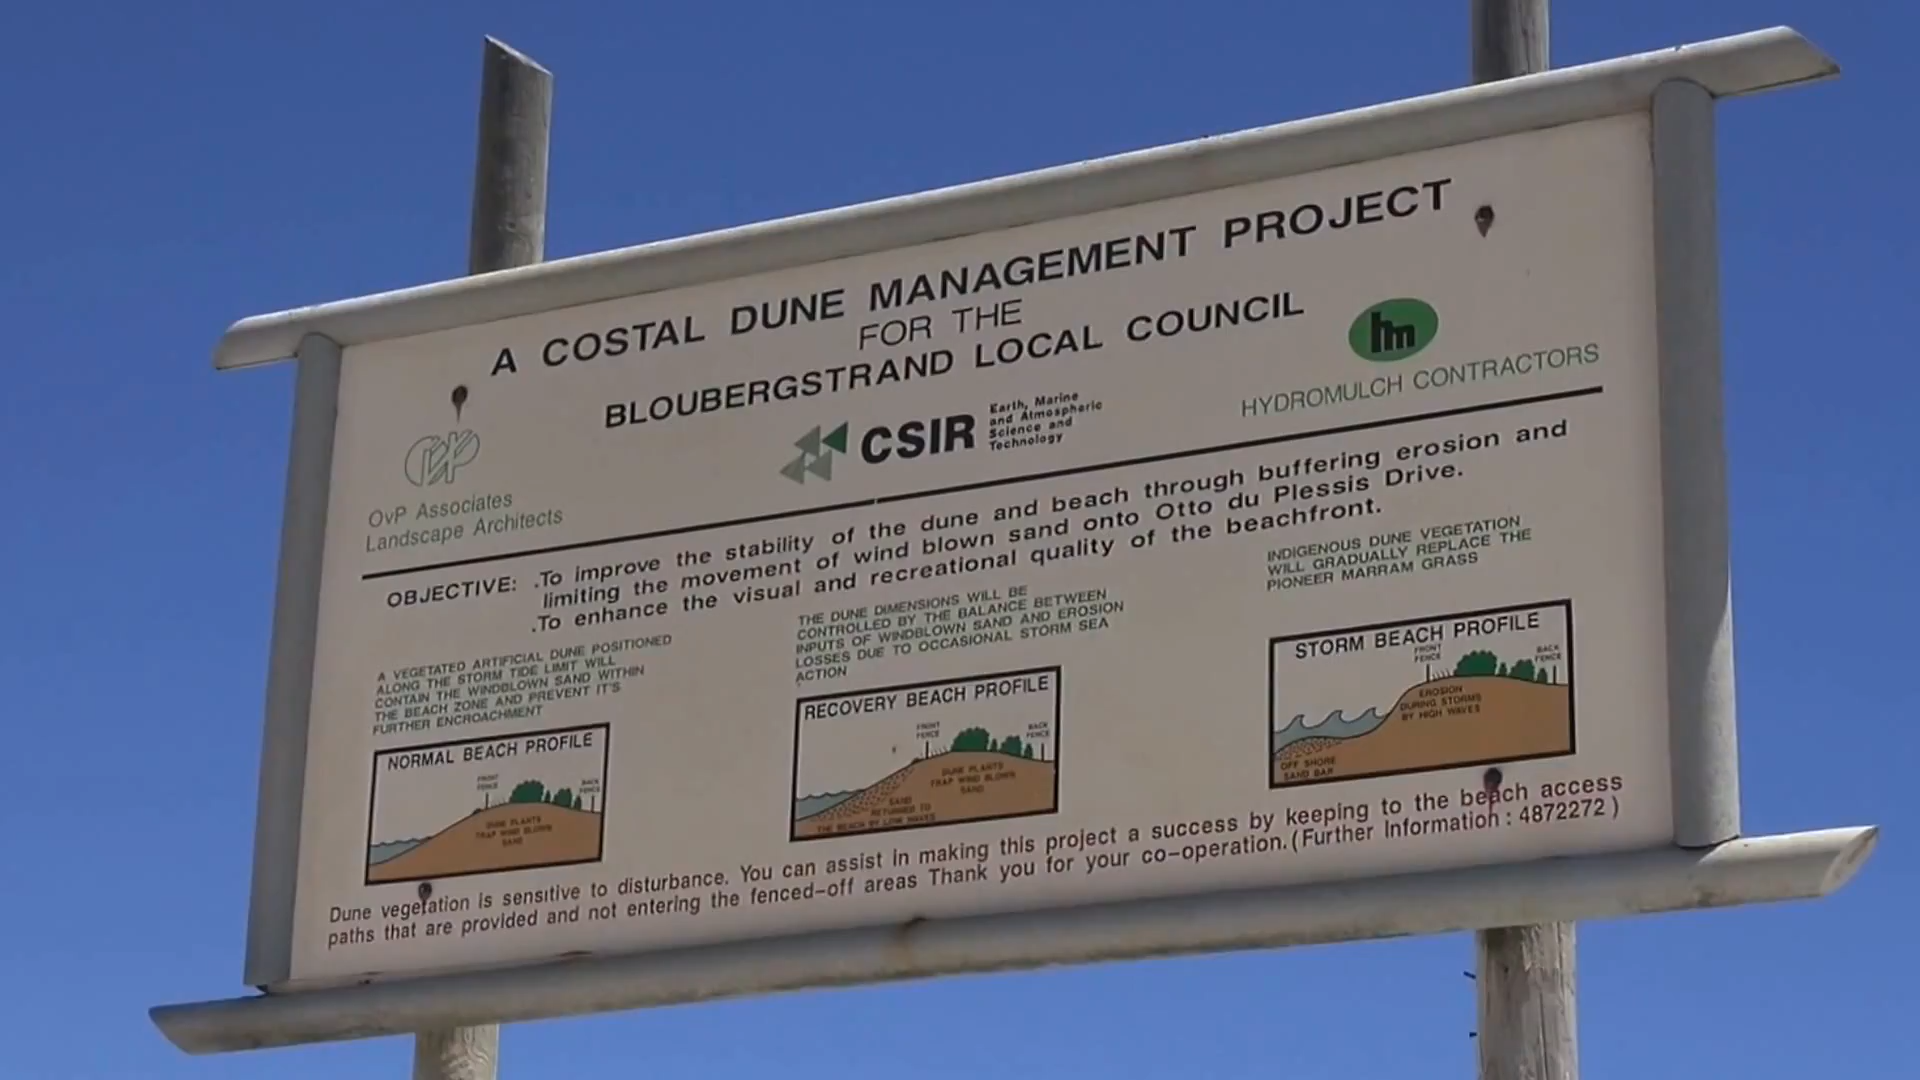 A COSTAL DUNE MANAGEMENT PROJECT
FOR THE
BLOUBERGSTRAND LOCAL COUNCIL
OvP Associates
Landscape Architects
CSIR
Earth, Marine
and Atmospheric
Science and
Technology
hm
HYDROMULCH CONTRACTORS
OBJECTIVE: .To improve the stability of the dune and beach through buffering erosion and
limiting the movement of wind blown sand onto Otto du Plessis Drive.
.To enhance the visual and recreational quality of the beachfront.
A VEGETATED ARTIFICIAL DUNE POSITIONED
ALONG THE STORM TIDE LIMIT WILL
CONTAIN THE WINDBLOWN SAND WITHIN
THE BEACH ZONE AND PREVENT IT'S
FURTHER ENCROACHMENT
NORMAL BEACH PROFILE
FRONT
FENCE
BACK
FENCE
DUNE PLANTS
TRAP WIND BLOWN
SAND
THE DUNE DIMENSIONS WILL BE
CONTROLLED BY THE BALANCE BETWEEN
INPUTS OF WINDBLOWN SAND AND EROSION
LOSSES DUE TO OCCASIONAL STORM SEA
ACTION
RECOVERY BEACH PROFILE
FRONT
FENCE
BACK
FENCE
DUNE PLANTS
TRAP WIND BLOWN
SAND
SAND
RETURNED TO
THE BEACH BY LOW WAVES
INDIGENOUS DUNE VEGETATION
WILL GRADUALLY REPLACE THE
PIONEER MARRAM GRASS
STORM BEACH PROFILE
FRONT
FENCE
BACK
FENCE
EROSION
DURING STORMS
BY HIGH WAVES
OFF SHORE
SAND BAR
Dune vegetation is sensitive to disturbance. You can assist in making this project a success by keeping to the beach access
paths that are provided and not entering the fenced-off areas Thank you for your co-operation.(Further Information : 4872272 )